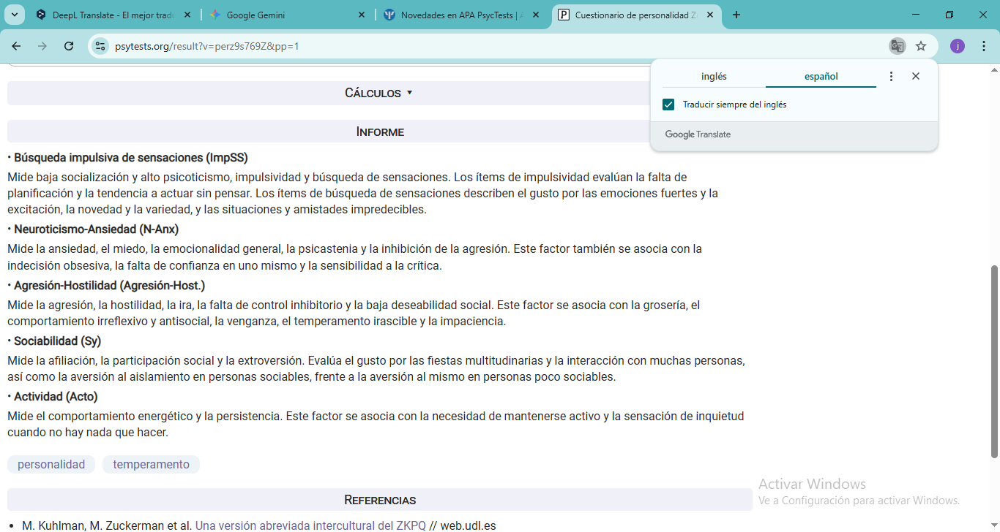 DeepL Translate - El mejor tradu
Google Gemini
Novedades en APA PsycTests | A
Cuestionario de personalidad Z
psytests.org/result?v=perz9s769Z&pp=1
j
inglés
español
Traducir siempre del inglés
Google Translate
CÁLCULOS ▼
INFORME
• Búsqueda impulsiva de sensaciones (ImpSS)
Mide baja socialización y alto psicoticismo, impulsividad y búsqueda de sensaciones. Los ítems de impulsividad evalúan la falta de
planificación y la tendencia a actuar sin pensar. Los ítems de búsqueda de sensaciones describen el gusto por las emociones fuertes y la
excitación, la novedad y la variedad, y las situaciones y amistades impredecibles.
• Neuroticismo-Ansiedad (N-Anx)
Mide la ansiedad, el miedo, la emocionalidad general, la psicastenia y la inhibición de la agresión. Este factor también se asocia con la
indecisión obsesiva, la falta de confianza en uno mismo y la sensibilidad a la crítica.
• Agresión-Hostilidad (Agresión-Host.)
Mide la agresión, la hostilidad, la ira, la falta de control inhibitorio y la baja deseabilidad social. Este factor se asocia con la grosería, el
comportamiento irreflexivo y antisocial, la venganza, el temperamento irascible y la impaciencia.
• Sociabilidad (Sy)
Mide la afiliación, la participación social y la extroversión. Evalúa el gusto por las fiestas multitudinarias y la interacción con muchas personas,
así como la aversión al aislamiento en personas sociables, frente a la aversión al mismo en personas poco sociables.
• Actividad (Acto)
Mide el comportamiento energético y la persistencia. Este factor se asocia con la necesidad de mantenerse activo y la sensación de inquietud
cuando no hay nada que hacer.
personalidad
temperamento
Activar Windows
Ve a Configuración para activar Windows.
REFERENCIAS
• M. Kuhlman, M. Zuckerman et al. Una versión abreviada intercultural del ZKPQ // web.udl.es